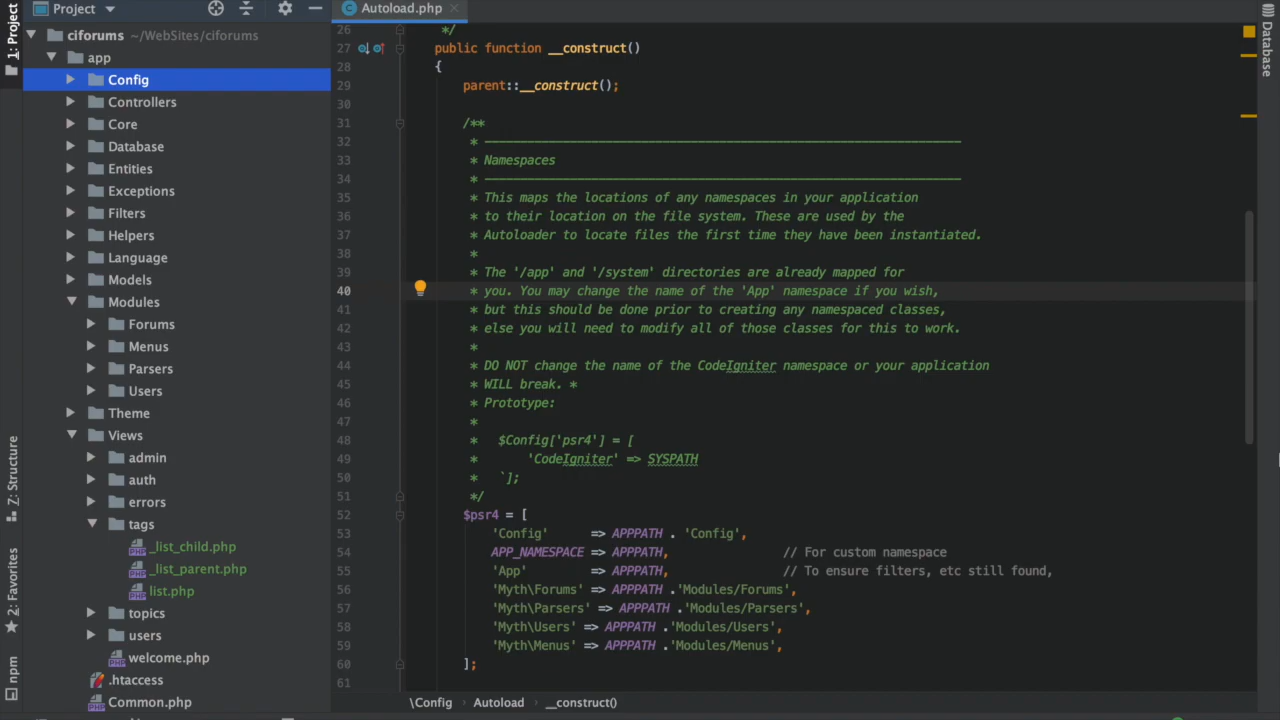 Project
Autoload.php
1: Project
ciforums ~/WebSites/ciforums
app
Config
Controllers
Core
Database
Entities
Exceptions
Filters
Helpers
Language
Models
Modules
Forums
Menus
Parsers
Users
Theme
Views
admin
auth
errors
tags
_list_child.php
_list_parent.php
list.php
topics
users
welcome.php
.htaccess
Common.php
Z: Structure
2: Favorites
npm
26 */
27 public function __construct()
28 {
29 parent::__construct();
30
31 /**
32 * -------------------------------------------------------------------
33 * Namespaces
34 * -------------------------------------------------------------------
35 * This maps the locations of any namespaces in your application
36 * to their location on the file system. These are used by the
37 * Autoloader to locate files the first time they have been instantiated.
38 *
39 * The '/app' and '/system' directories are already mapped for
40 * you. You may change the name of the 'App' namespace if you wish,
41 * but this should be done prior to creating any namespaced classes,
42 * else you will need to modify all of those classes for this to work.
43 *
44 * DO NOT change the name of the CodeIgniter namespace or your application
45 * WILL break. *
46 * Prototype:
47 *
48 * $Config['psr4'] = [
49 * 'CodeIgniter' => SYSPATH
50 * `];
51 */
52 $psr4 = [
53 'Config' => APPPATH . 'Config',
54 APP_NAMESPACE => APPPATH, // For custom namespace
55 'App' => APPPATH, // To ensure filters, etc still found,
56 'Myth\Forums' => APPPATH .'Modules/Forums',
57 'Myth\Parsers' => APPPATH .'Modules/Parsers',
58 'Myth\Users' => APPPATH .'Modules/Users',
59 'Myth\Menus' => APPPATH .'Modules/Menus',
60 ];
61
\Config › Autoload › __construct()
Database